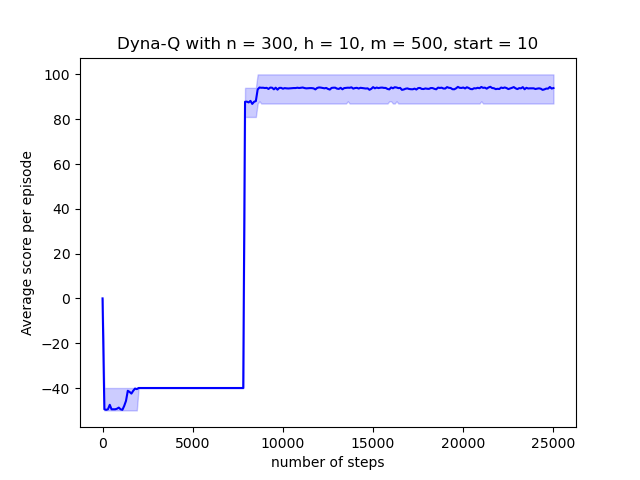 Dyna-Q with n = 300, h = 10, m = 500, start = 10
100
80
60
40
20
0
−20
−40
Average score per episode
0 5000 10000 15000 20000 25000
number of steps